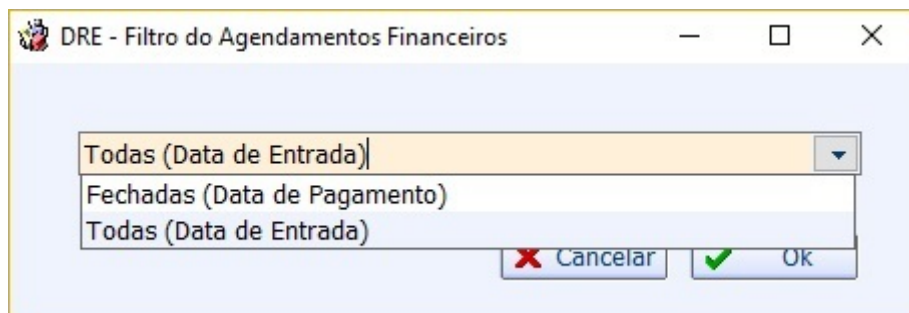 DRE - Filtro do Agendamentos Financeiros
Todas (Data de Entrada)
Fechadas (Data de Pagamento)
Todas (Data de Entrada)
Cancelar Ok